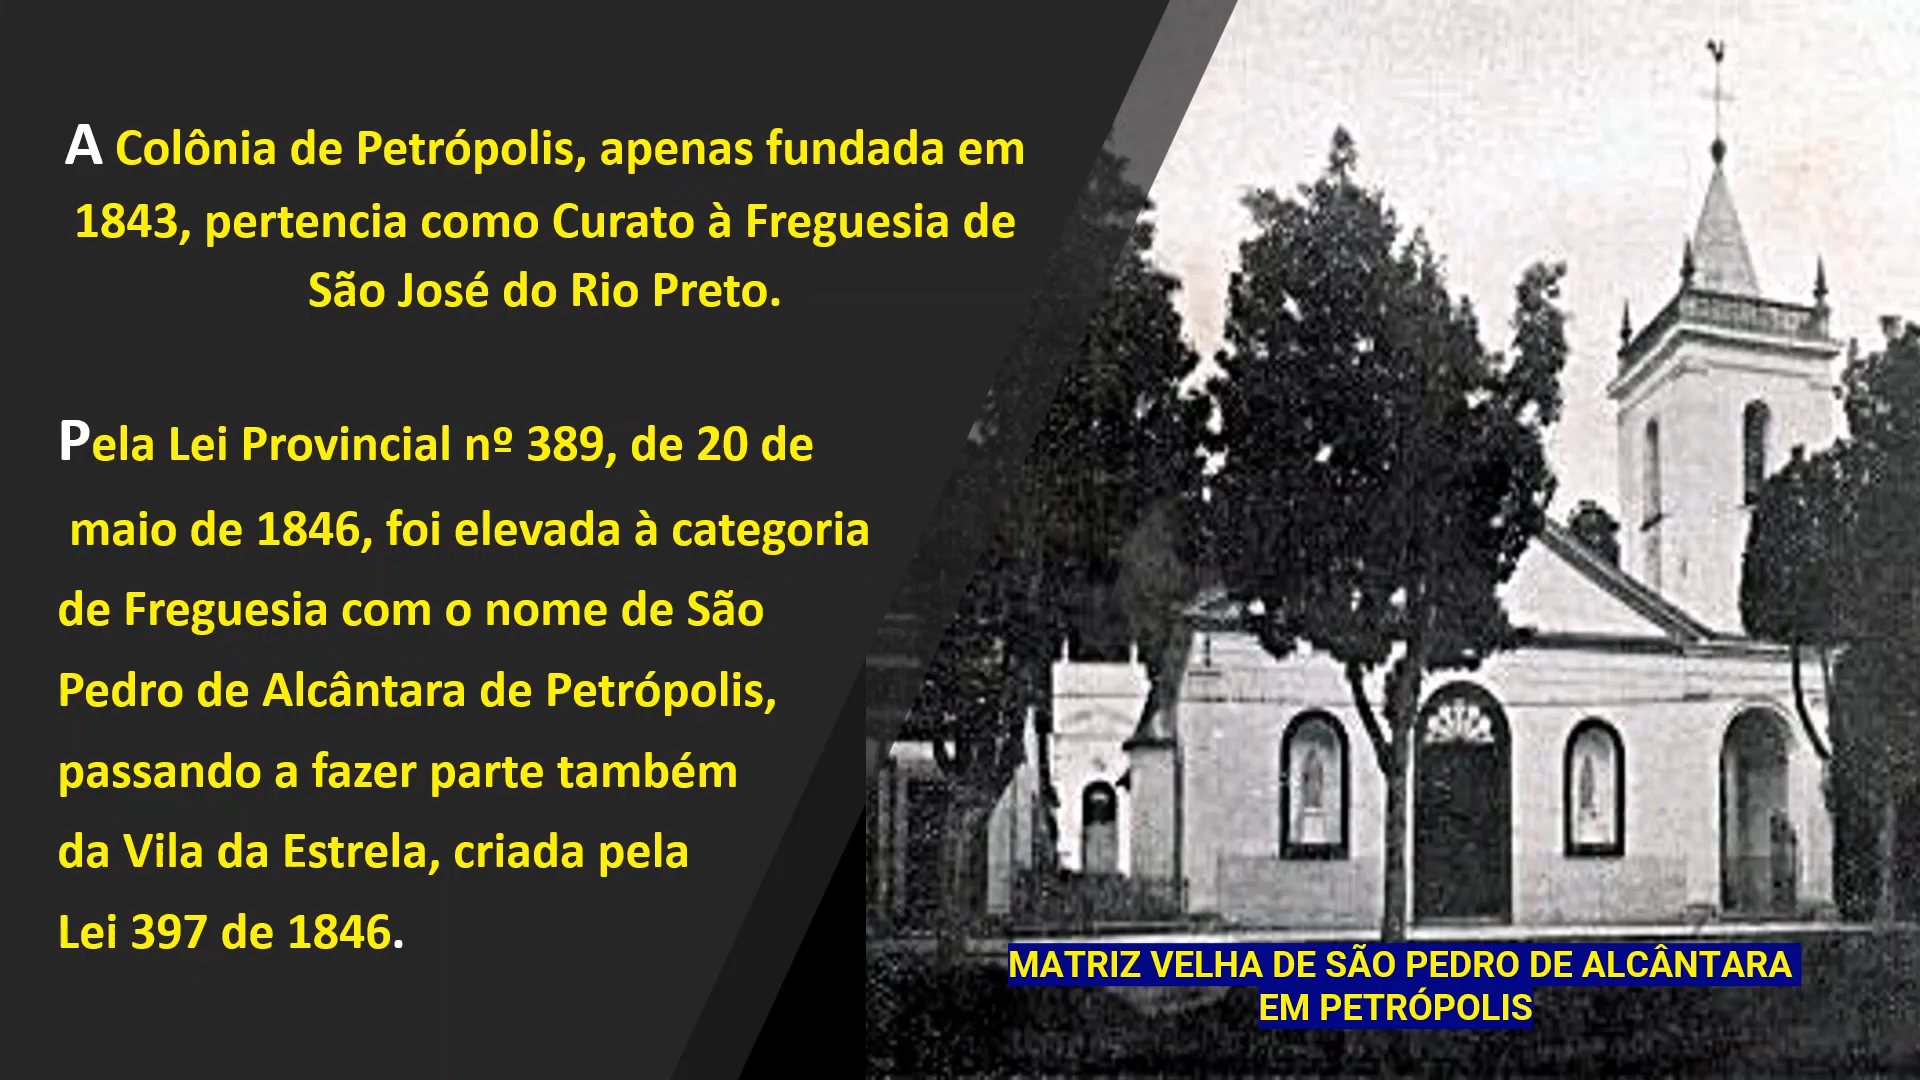 A Colônia de Petrópolis, apenas fundada em
1843, pertencia como Curato à Freguesia de
São José do Rio Preto.
Pela Lei Provincial nº 389, de 20 de
maio de 1846, foi elevada à categoria
de Freguesia com o nome de São
Pedro de Alcântara de Petrópolis,
passando a fazer parte também
da Vila da Estrela, criada pela
Lei 397 de 1846.
MATRIZ VELHA DE SÃO PEDRO DE ALCÂNTARA
EM PETRÓPOLIS